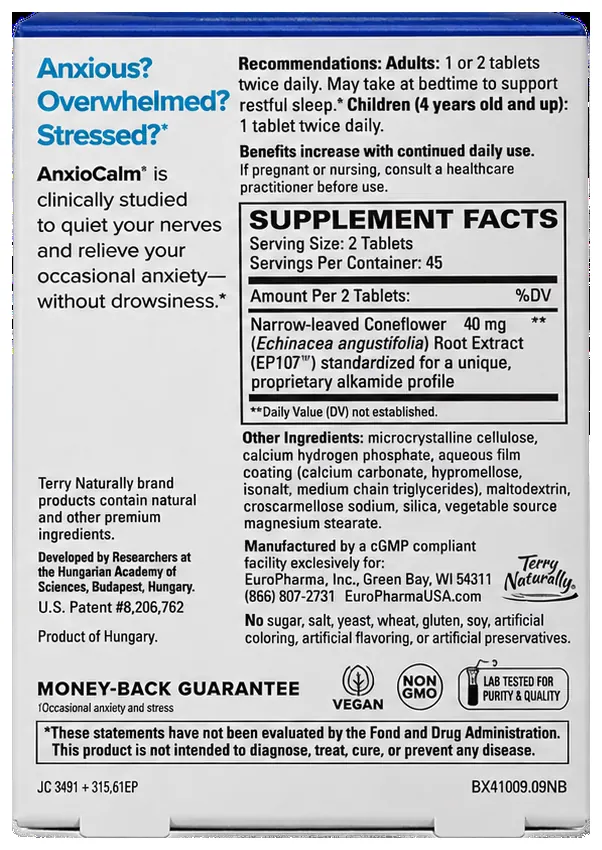 Anxious?
Overwhelmed?
Stressed?*
AnxioCalm® is
clinically studied
to quiet your nerves
and relieve your
occasional anxiety—
without drowsiness.*
Terry Naturally brand
products contain natural
and other premium
ingredients.
Developed by Researchers at
the Hungarian Academy of
Sciences, Budapest, Hungary.
U.S. Patent #8,206,762
Product of Hungary.
Recommendations: Adults: 1 or 2 tablets
twice daily. May take at bedtime to support
restful sleep.* Children (4 years old and up):
1 tablet twice daily.
Benefits increase with continued daily use.
If pregnant or nursing, consult a healthcare
practitioner before use.
SUPPLEMENT FACTS
Serving Size: 2 Tablets
Servings Per Container: 45
Amount Per 2 Tablets: %DV
Narrow-leaved Coneflower 40 mg **
(Echinacea angustifolia) Root Extract
(EP107™) standardized for a unique,
proprietary alkamide profile
**Daily Value (DV) not established.
Other Ingredients: microcrystalline cellulose,
calcium hydrogen phosphate, aqueous film
coating (calcium carbonate, hypromellose,
isonalt, medium chain triglycerides), maltodextrin,
croscarmellose sodium, silica, vegetable source
magnesium stearate.
Manufactured by a cGMP compliant
facility exclesively for:
EuroPharma, Inc., Green Bay, WI 54311
(866) 807-2731 EuroPharmaUSA.com
Terry
Naturally®
No sugar, salt, yeast, wheat, gluten, soy, artificial
coloring, artificial flavoring, or artificial preservatives.
MONEY-BACK GUARANTEE
†Occasional anxiety and stress
VEGAN
NON
GMO
LAB TESTED FOR
PURITY & QUALITY
*These statements have not been evaluated by the Fond and Drug Administration.
This product is not intended to diagnose, treat, cure, or prevent any disease.
JC 3491 + 315,61EP
BX41009.09NB